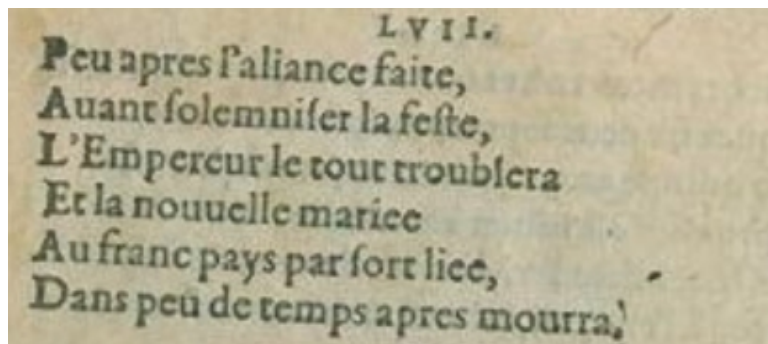 LVII.
Peu apres l'aliance faite,
Auant ſolemniſer la feſte,
L'Empereur le tout troublera
Et la nouuelle mariee
Au franc pays par ſort liee,
Dans peu de temps apres mourra.